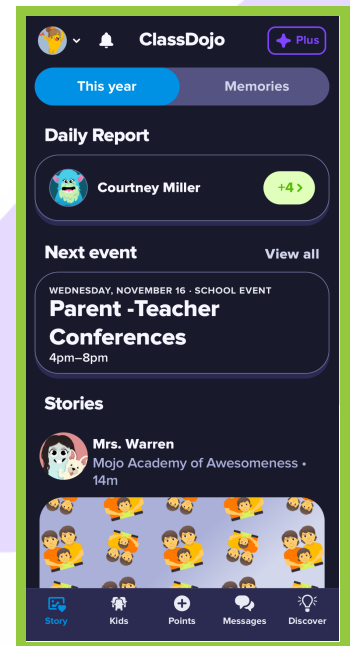 ClassDojo
Plus
This year
Memories
Daily Report
Courtney Miller
+4 >
Next event
View all
WEDNESDAY, NOVEMBER 16 · SCHOOL EVENT
Parent -Teacher
Conferences
4pm–8pm
Stories
Mrs. Warren
Mojo Academy of Awesomeness •
14m
Story
Kids
Points
Messages
Discover